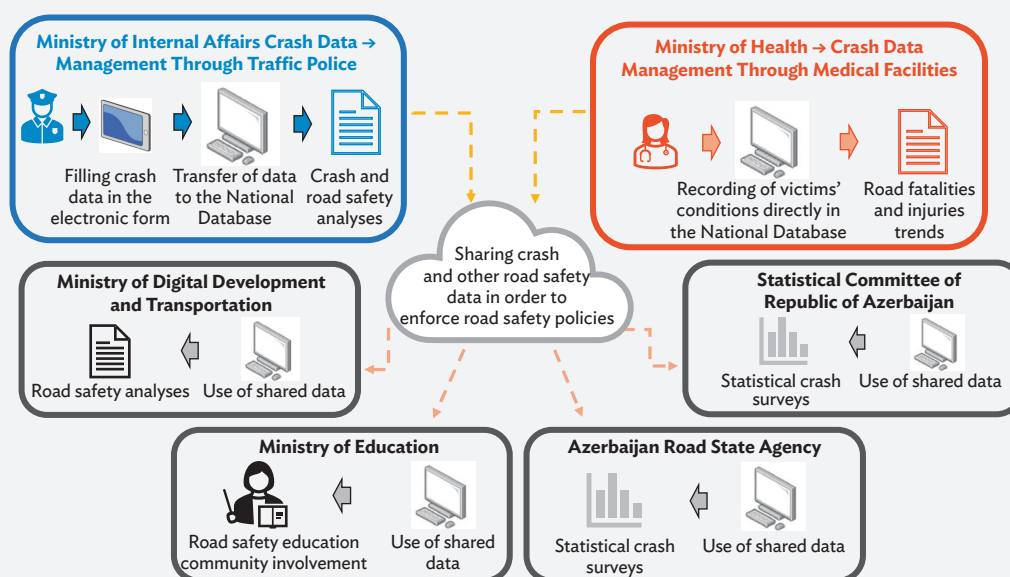 Ministry of Internal Affairs Crash Data →
Management Through Traffic Police
Filling crash
data in the
electronic form
Transfer of data
to the National
Database
Crash and
road safety
analyses
Ministry of Health → Crash Data
Management Through Medical Facilities
Recording of victims'
conditions directly in
the National Database
Road fatalities
and injuries
trends
Sharing crash
and other road safety
data in order to
enforce road safety policies
Ministry of Digital Development
and Transportation
Road safety analyses
Use of shared data
Statistical Committee of
Republic of Azerbaijan
Statistical crash
surveys
Use of shared data
Ministry of Education
Road safety education
community involvement
Use of shared
data
Azerbaijan Road State Agency
Statistical crash
surveys
Use of shared data